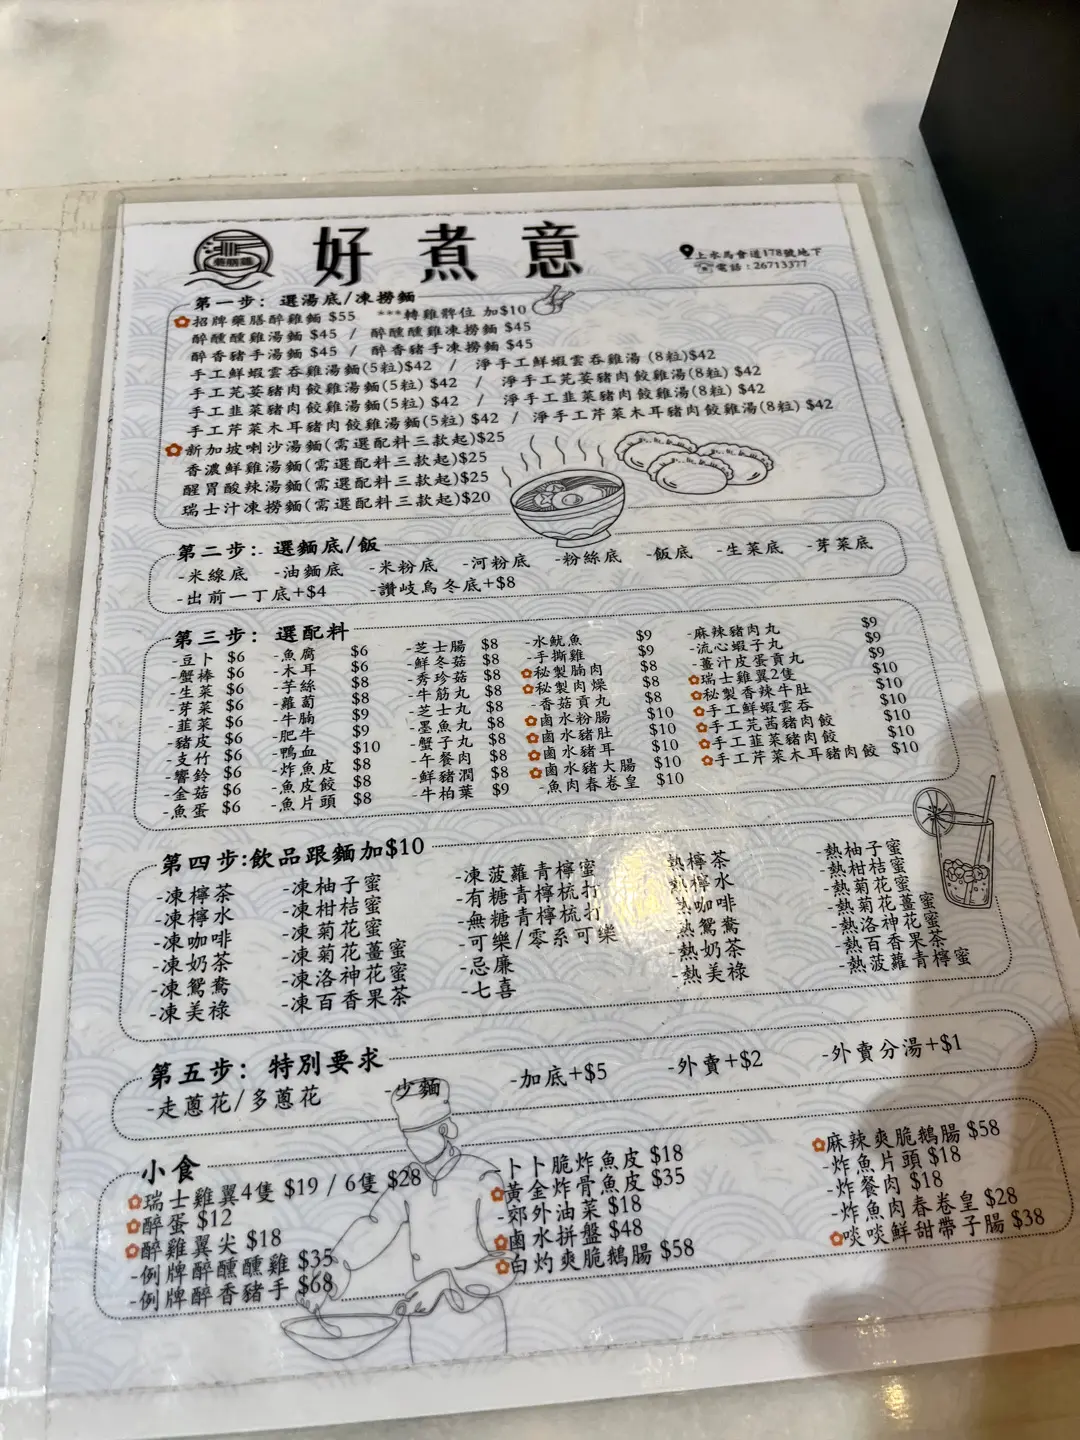 好煮意
上水馬會道178號地下
電話：26713377
第一步：選湯底/凍撈麵
招牌藥膳醉雞麵 $55 ***轉雞髀位 加$10
醉醺醺雞湯麵 $45 / 醉醺醺雞凍撈麵 $45
醉香豬手湯麵 $45 / 醉香豬手凍撈麵 $45
手工鮮蝦雲吞雞湯麵(5粒)$42 / 淨手工鮮蝦雲吞雞湯 (8粒)$42
手工芫荽豬肉餃雞湯麵(5粒) $42 / 淨手工芫荽豬肉餃雞湯(8粒) $42
手工韭菜豬肉餃雞湯麵(5粒) $42 / 淨手工韭菜豬肉餃雞湯(8粒) $42
手工芹菜木耳豬肉餃雞湯麵(5粒) $42 / 淨手工芹菜木耳豬肉餃雞湯(8粒) $42
新加坡喇沙湯麵(需選配料三款起)$25
香濃鮮雞湯麵(需選配料三款起)$25
醒胃酸辣湯麵(需選配料三款起)$25
瑞士汁凍撈麵(需選配料三款起)$20
第二步：選麵底/飯
-米線底 -油麵底 -米粉底 -河粉底 -粉絲底 -飯底 -生菜底 -芽菜底
-出前一丁底+$4 -讚岐烏冬底+$8
第三步：選配料
-豆卜 $6
-蟹棒 $6
-生菜 $6
-芽菜 $6
-韭菜 $6
-豬皮 $6
-支竹 $6
-響鈴 $6
-金菇 $6
-魚蛋 $6
-魚腐 $6
-木耳 $6
-芋絲 $8
-蘿蔔 $8
-牛腩 $9
-肥牛 $9
-鴨血 $10
-炸魚皮 $8
-魚皮餃 $8
-魚片頭 $8
-芝士腸 $8
-鮮冬菇 $8
-秀珍菇 $8
-牛筋丸 $8
-芝士丸 $8
-墨魚丸 $8
-蟹子丸 $8
-午餐肉 $8
-鮮豬潤 $8
-牛柏葉 $9
-水魷魚 $9
-手撕雞 $9
秘製腩肉 $8
秘製肉燥 $8
-香菇貢丸 $8
鹵水粉腸 $10
鹵水豬肚 $10
鹵水豬耳 $10
鹵水豬大腸 $10
-魚肉春卷皇 $10
-麻辣豬肉丸 $9
-流心蝦子丸 $9
-薑汁皮蛋貢丸 $9
瑞士雞翼2隻 $10
秘製香辣牛肚 $10
手工鮮蝦雲吞 $10
手工芫茜豬肉餃 $10
手工韭菜豬肉餃 $10
手工芹菜木耳豬肉餃 $10
第四步:飲品跟麵加$10
-凍檸茶
-凍檸水
-凍咖啡
-凍奶茶
-凍鴛鴦
-凍美祿
-凍柚子蜜
-凍柑桔蜜
-凍菊花蜜
-凍菊花薑蜜
-凍洛神花蜜
-凍百香果茶
-凍菠蘿青檸蜜
-有糖青檸梳打
-無糖青檸梳打
-可樂/零系可樂
-忌廉
-七喜
熱檸茶
熱檸水
熱咖啡
-熱鴛鴦
-熱奶茶
-熱美祿
-熱柚子蜜
-熱柑桔蜜
-熱菊花蜜
-熱菊花薑蜜
-熱洛神花蜜
-熱百香果茶
-熱菠蘿青檸蜜
第五步：特別要求
-走蔥花/多蔥花 -少麵 -加底+$5 -外賣+$2 -外賣分湯+$1
小食
瑞士雞翼4隻 $19 / 6隻 $28
醉蛋 $12
醉雞翼尖 $18
-例牌醉醺醺雞 $35
-例牌醉香豬手 $68
-卜卜脆炸魚皮 $18
黃金炸骨魚皮 $35
-郊外油菜 $18
鹵水拼盤 $48
白灼爽脆鵝腸 $58
麻辣爽脆鵝腸 $58
-炸魚片頭 $18
-炸餐肉 $18
-炸魚肉春卷皇 $28
啖啖鮮甜帶子腸 $38